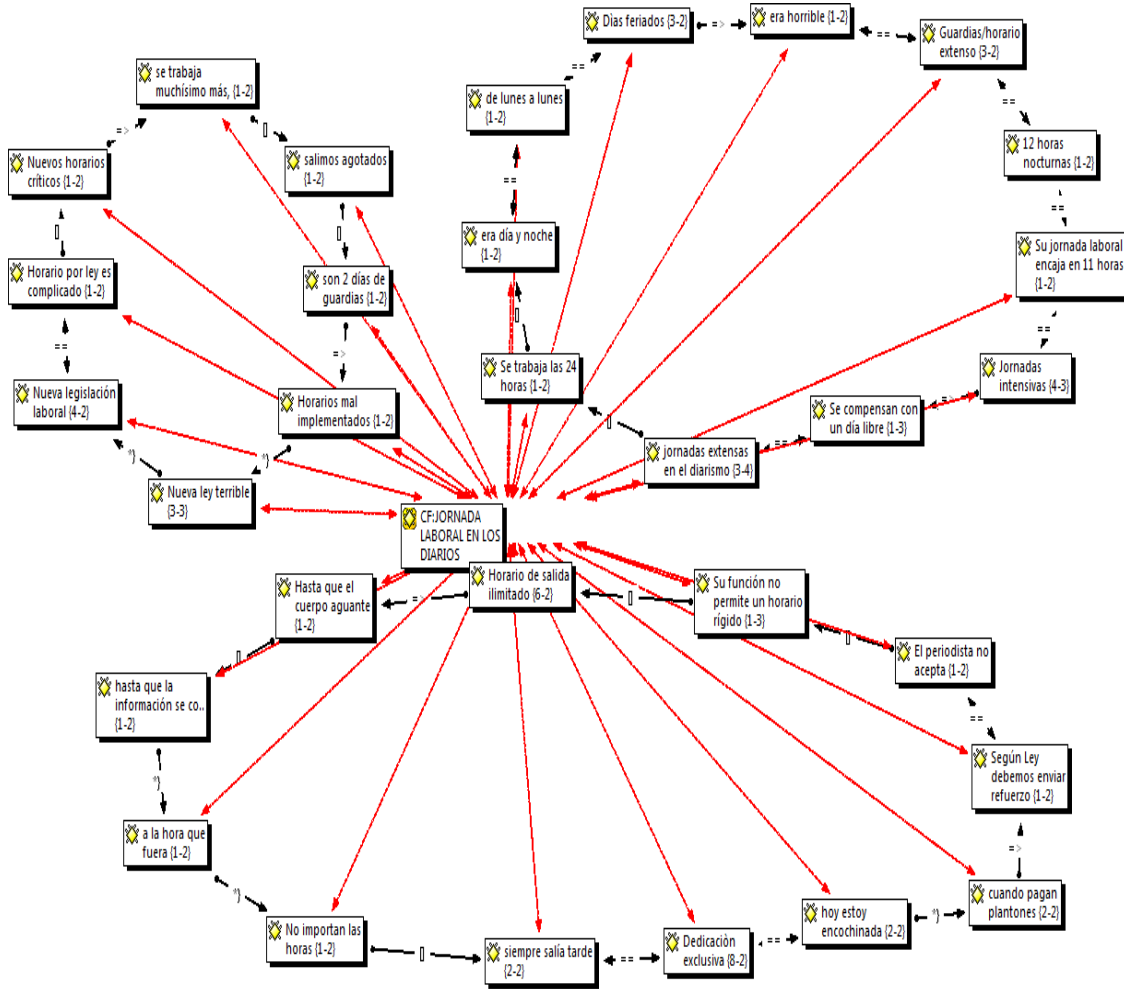 Dìas feriados {3-2}
era horrible {1-2}
Guardias/horario
extenso {3-2}
se trabaja
muchísimo más, {1-2}
de lunes a lunes
{1-2}
12 horas
nocturnas {1-2}
Nuevos horarios
críticos {1-2}
salimos agotados
{1-2}
era día y noche
{1-2}
Su jornada laboral
encaja en 11 horas
{1-2}
Horario por ley es
complicado {1-2}
son 2 días de
guardias {1-2}
Se trabaja las 24
horas {1-2}
Jornadas
intensivas {4-3}
Nueva legislación
laboral {4-2}
Horarios mal
implementados {1-2}
Se compensan con
un día libre {1-3}
jornadas extensas
en el diarismo {3-4}
Nueva ley terrible
{3-3}
CF:JORNADA
LABORAL EN LOS
DIARIOS
Hasta que el
cuerpo aguante
{1-2}
Horario de salida
ilimitado {6-2}
Su función no
permite un horario
rígido {1-3}
El periodista no
acepta {1-2}
hasta que la
información se co..
{1-2}
Según Ley
debemos enviar
refuerzo {1-2}
a la hora que
fuera {1-2}
cuando pagan
plantones {2-2}
No importan las
horas {1-2}
siempre salía tarde
{2-2}
Dedicaciòn
exclusiva {8-2}
hoy estoy
encochinada {2-2}
=>
[]
==
*}